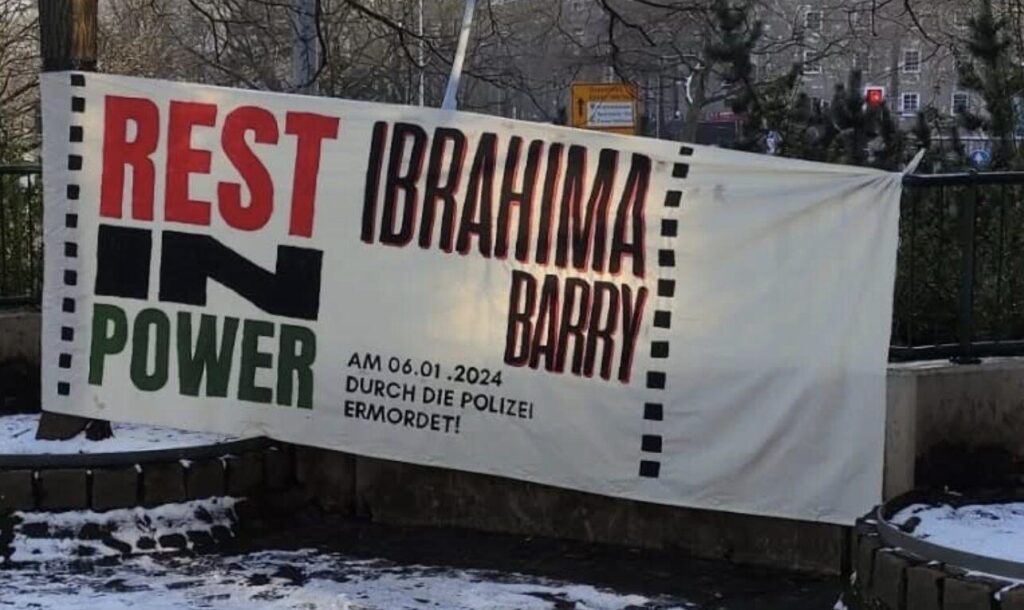 REST
IN
POWER
IBRAHIMA
BARRY
AM 06.01.2024
DURCH DIE POLIZEI
ERMORDET!